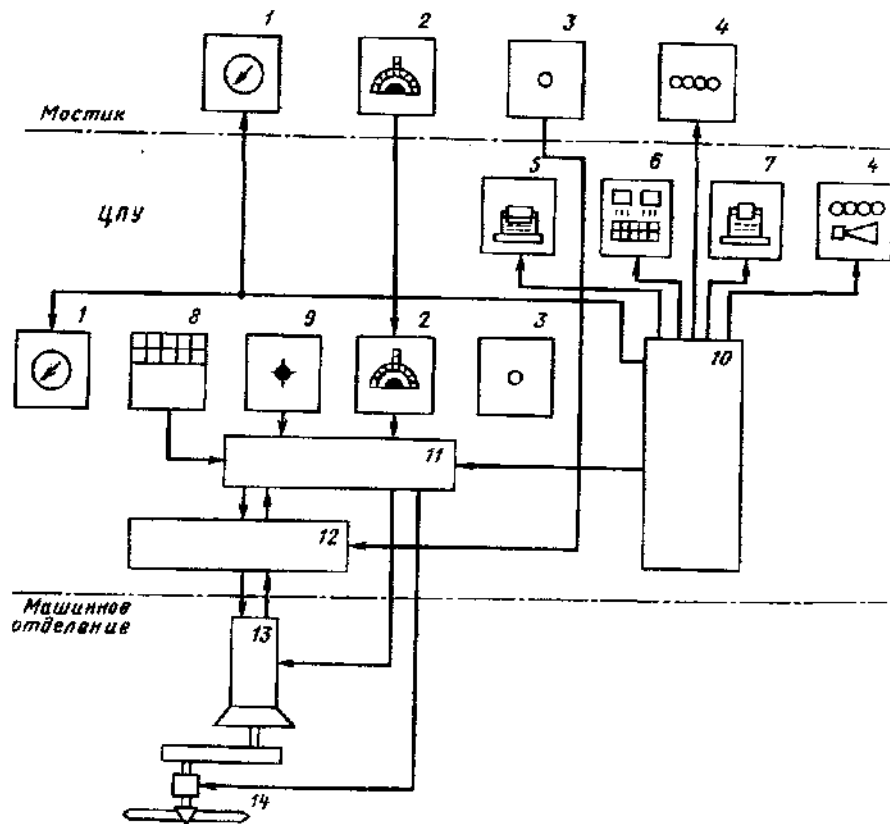 1 2 3 4
Мостик
5 6 7 4
ЦПУ
1 8 9 2 3 10
11
12
Машинное
отделение
13
14